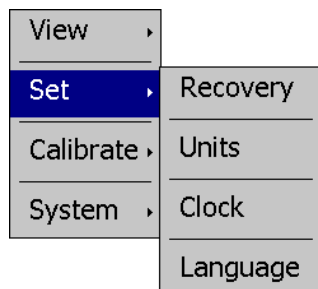 View
Set
Calibrate
System
Recovery
Units
Clock
Language